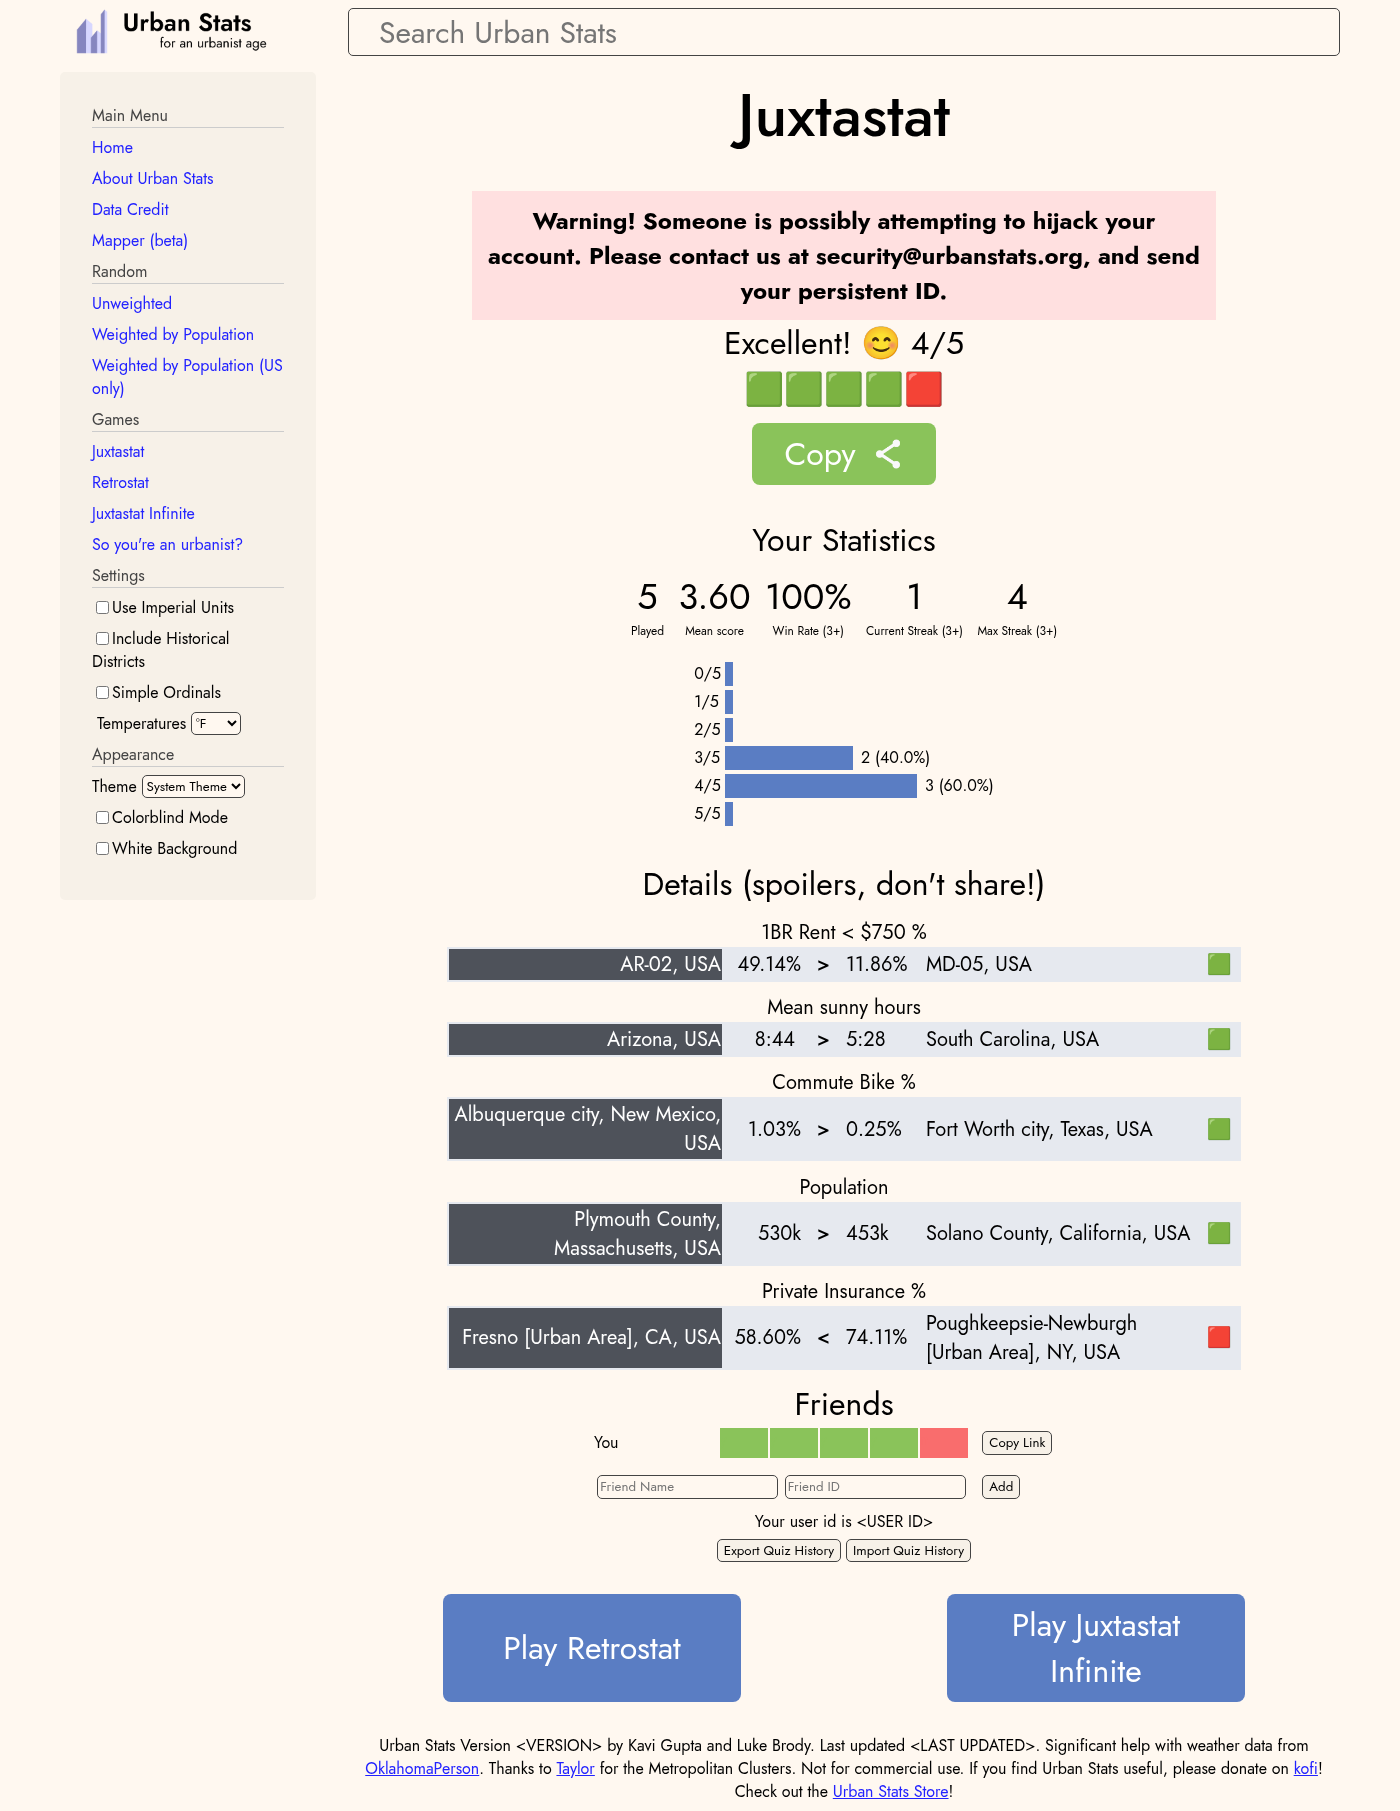 Urban Stats
for an urbanist age
Search Urban Stats
Main Menu
Home
About Urban Stats
Data Credit
Mapper (beta)
Random
Unweighted
Weighted by Population
Weighted by Population (US
only)
Games
Juxtastat
Retrostat
Juxtastat Infinite
So you're an urbanist?
Settings
Use Imperial Units
Include Historical
Districts
Simple Ordinals
Temperatures °F
Appearance
Theme System Theme
Colorblind Mode
White Background
Juxtastat
Warning! Someone is possibly attempting to hijack your
account. Please contact us at security@urbanstats.org, and send
your persistent ID.
Excellent! 😊 4/5
🟩🟩🟩🟩🟥
Copy
Your Statistics
5 3.60 100% 1 4
Played Mean score Win Rate (3+) Current Streak (3+) Max Streak (3+)
0/5
1/5
2/5
3/5 2 (40.0%)
4/5 3 (60.0%)
5/5
Details (spoilers, don't share!)
1BR Rent < $750 %
AR-02, USA 49.14% > 11.86% MD-05, USA 🟩
Mean sunny hours
Arizona, USA 8:44 > 5:28 South Carolina, USA 🟩
Commute Bike %
Albuquerque city, New Mexico,
USA 1.03% > 0.25% Fort Worth city, Texas, USA 🟩
Population
Plymouth County,
Massachusetts, USA 530k > 453k Solano County, California, USA 🟩
Private Insurance %
Fresno [Urban Area], CA, USA 58.60% < 74.11% Poughkeepsie-Newburgh
[Urban Area], NY, USA 🟥
Friends
You Copy Link
Friend Name Friend ID Add
Your user id is <USER ID>
Export Quiz History Import Quiz History
Play Retrostat
Play Juxtastat
Infinite
Urban Stats Version <VERSION> by Kavi Gupta and Luke Brody. Last updated <LAST UPDATED>. Significant help with weather data from
OklahomaPerson. Thanks to Taylor for the Metropolitan Clusters. Not for commercial use. If you find Urban Stats useful, please donate on kofi!
Check out the Urban Stats Store!